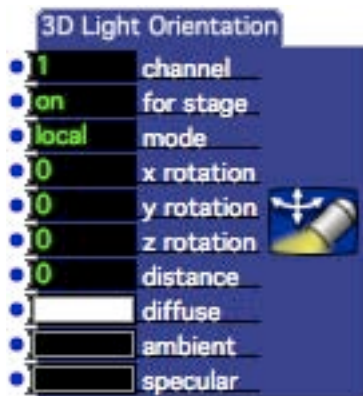 3D Light Orientation
1 channel
on for stage
local mode
0 x rotation
0 y rotation
0 z rotation
0 distance
diffuse
ambient
specular